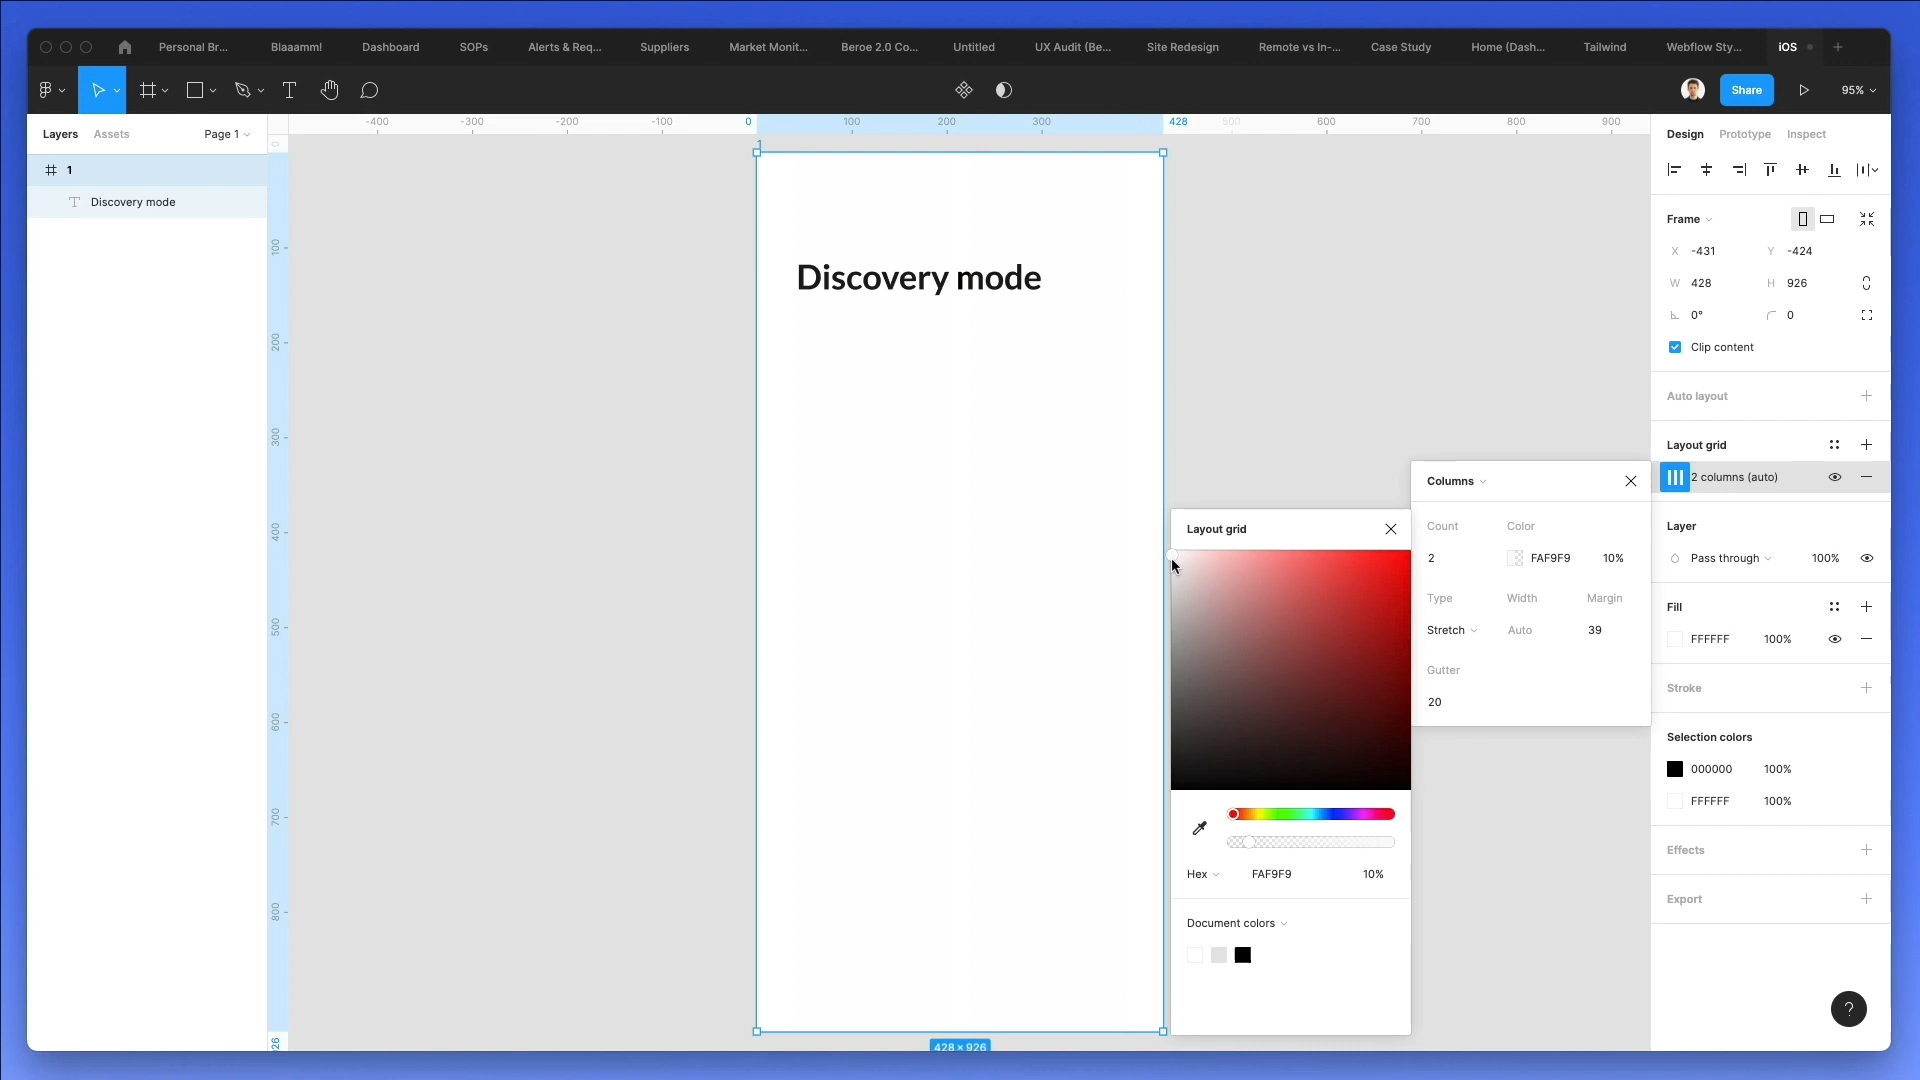 Personal Br... Blaaamm! Dashboard SOPs Alerts & Req... Suppliers Market Monit... Beroe 2.0 Co... Untitled UX Audit (Be... Site Redesign Remote vs In-... Case Study Home (Dash... Tailwind Webflow Sty... iOS
Share 95%
Layers Assets Page 1
-400 -300 -200 -100 0 100 200 300 428 500 600 700 800 900
Design Prototype Inspect
1
1
Discovery mode
Frame
X -431 Y -424
W 428 H 926
0° 0
Clip content
100
200
300
400
500
600
700
800
926
Discovery mode
Auto layout
Layout grid
2 columns (auto)
Columns
Count Color
2 FAF9F9 10%
Type Width Margin
Stretch Auto 39
Gutter
20
Layout grid
Hex FAF9F9 10%
Document colors
Layer
Pass through 100%
Fill
FFFFFF 100%
Stroke
Selection colors
000000 100%
FFFFFF 100%
Effects
Export
?
428 × 926